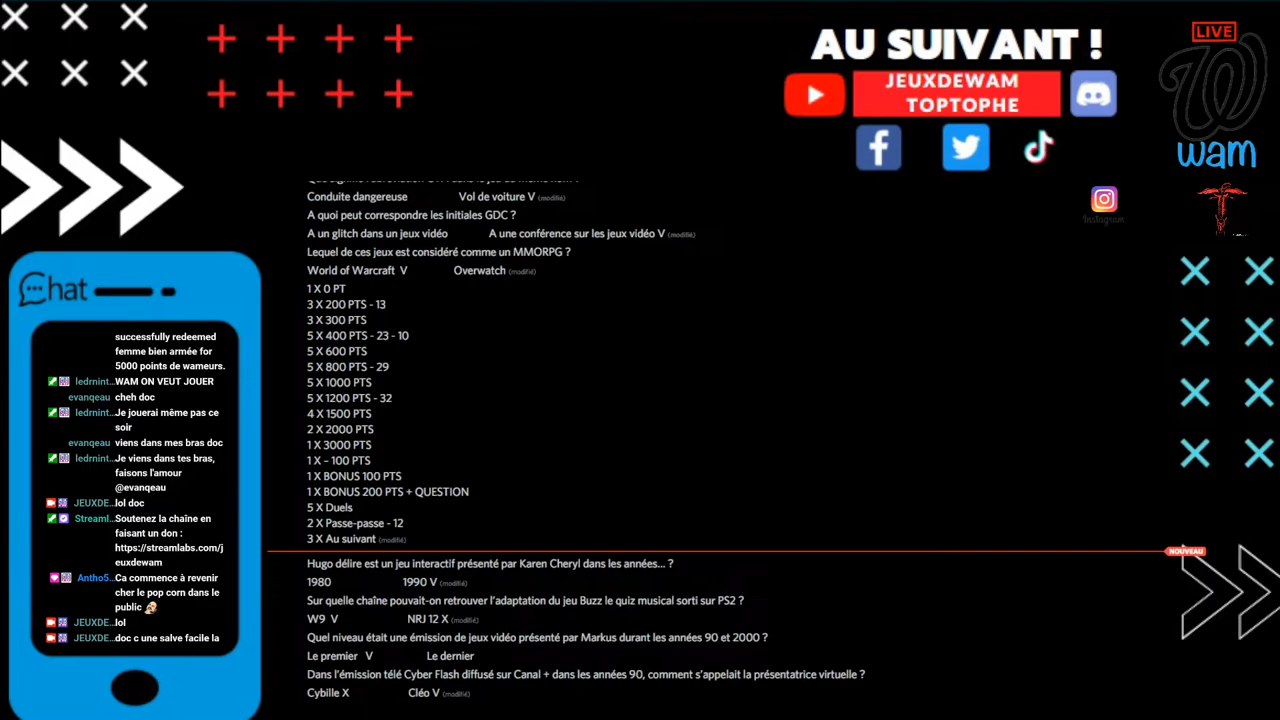 AU SUIVANT !
LIVE
JEUXDEWAM
TOPTOPHE
wam
Instagram
Conduite dangereuse Vol de voiture V (modifié)
A quoi peut correspondre les initiales GDC ?
A un glitch dans un jeux vidéo A une conférence sur les jeux vidéo V (modifié)
Lequel de ces jeux est considéré comme un MMORPG ?
World of Warcraft V Overwatch (modifié)
1 X 0 PT
3 X 200 PTS - 13
3 X 300 PTS
5 X 400 PTS - 23 - 10
5 X 600 PTS
5 X 800 PTS - 29
5 X 1000 PTS
5 X 1200 PTS - 32
4 X 1500 PTS
2 X 2000 PTS
1 X 3000 PTS
1 X – 100 PTS
1 X BONUS 100 PTS
1 X BONUS 200 PTS + QUESTION
5 X Duels
2 X Passe-passe - 12
3 X Au suivant (modifié)
NOUVEAU
Hugo délire est un jeu interactif présenté par Karen Cheryl dans les années... ?
1980 1990 V (modifié)
Sur quelle chaîne pouvait-on retrouver l'adaptation du jeu Buzz le quiz musical sorti sur PS2 ?
W9 V NRJ 12 X (modifié)
Quel niveau était une émission de jeux vidéo présenté par Markus durant les années 90 et 2000 ?
Le premier V Le dernier
Dans l'émission télé Cyber Flash diffusé sur Canal + dans les années 90, comment s'appelait la présentatrice virtuelle ?
Cybille X Cléo V (modifié)
Chat
successfully redeemed
femme bien armée for
5000 points de wameurs.
ledrnint... WAM ON VEUT JOUER
evanqeau cheh doc
ledrnint... Je jouerai même pas ce
soir
evanqeau viens dans mes bras doc
ledrnint... Je viens dans tes bras,
faisons l'amour
@evanqeau
JEUXDE... lol doc
Streaml... Soutenez la chaîne en
faisant un don :
https://streamlabs.com/j
euxdewam
Antho5... Ca commence à revenir
cher le pop corn dans le
public
JEUXDE... lol
JEUXDE... doc c une salve facile la